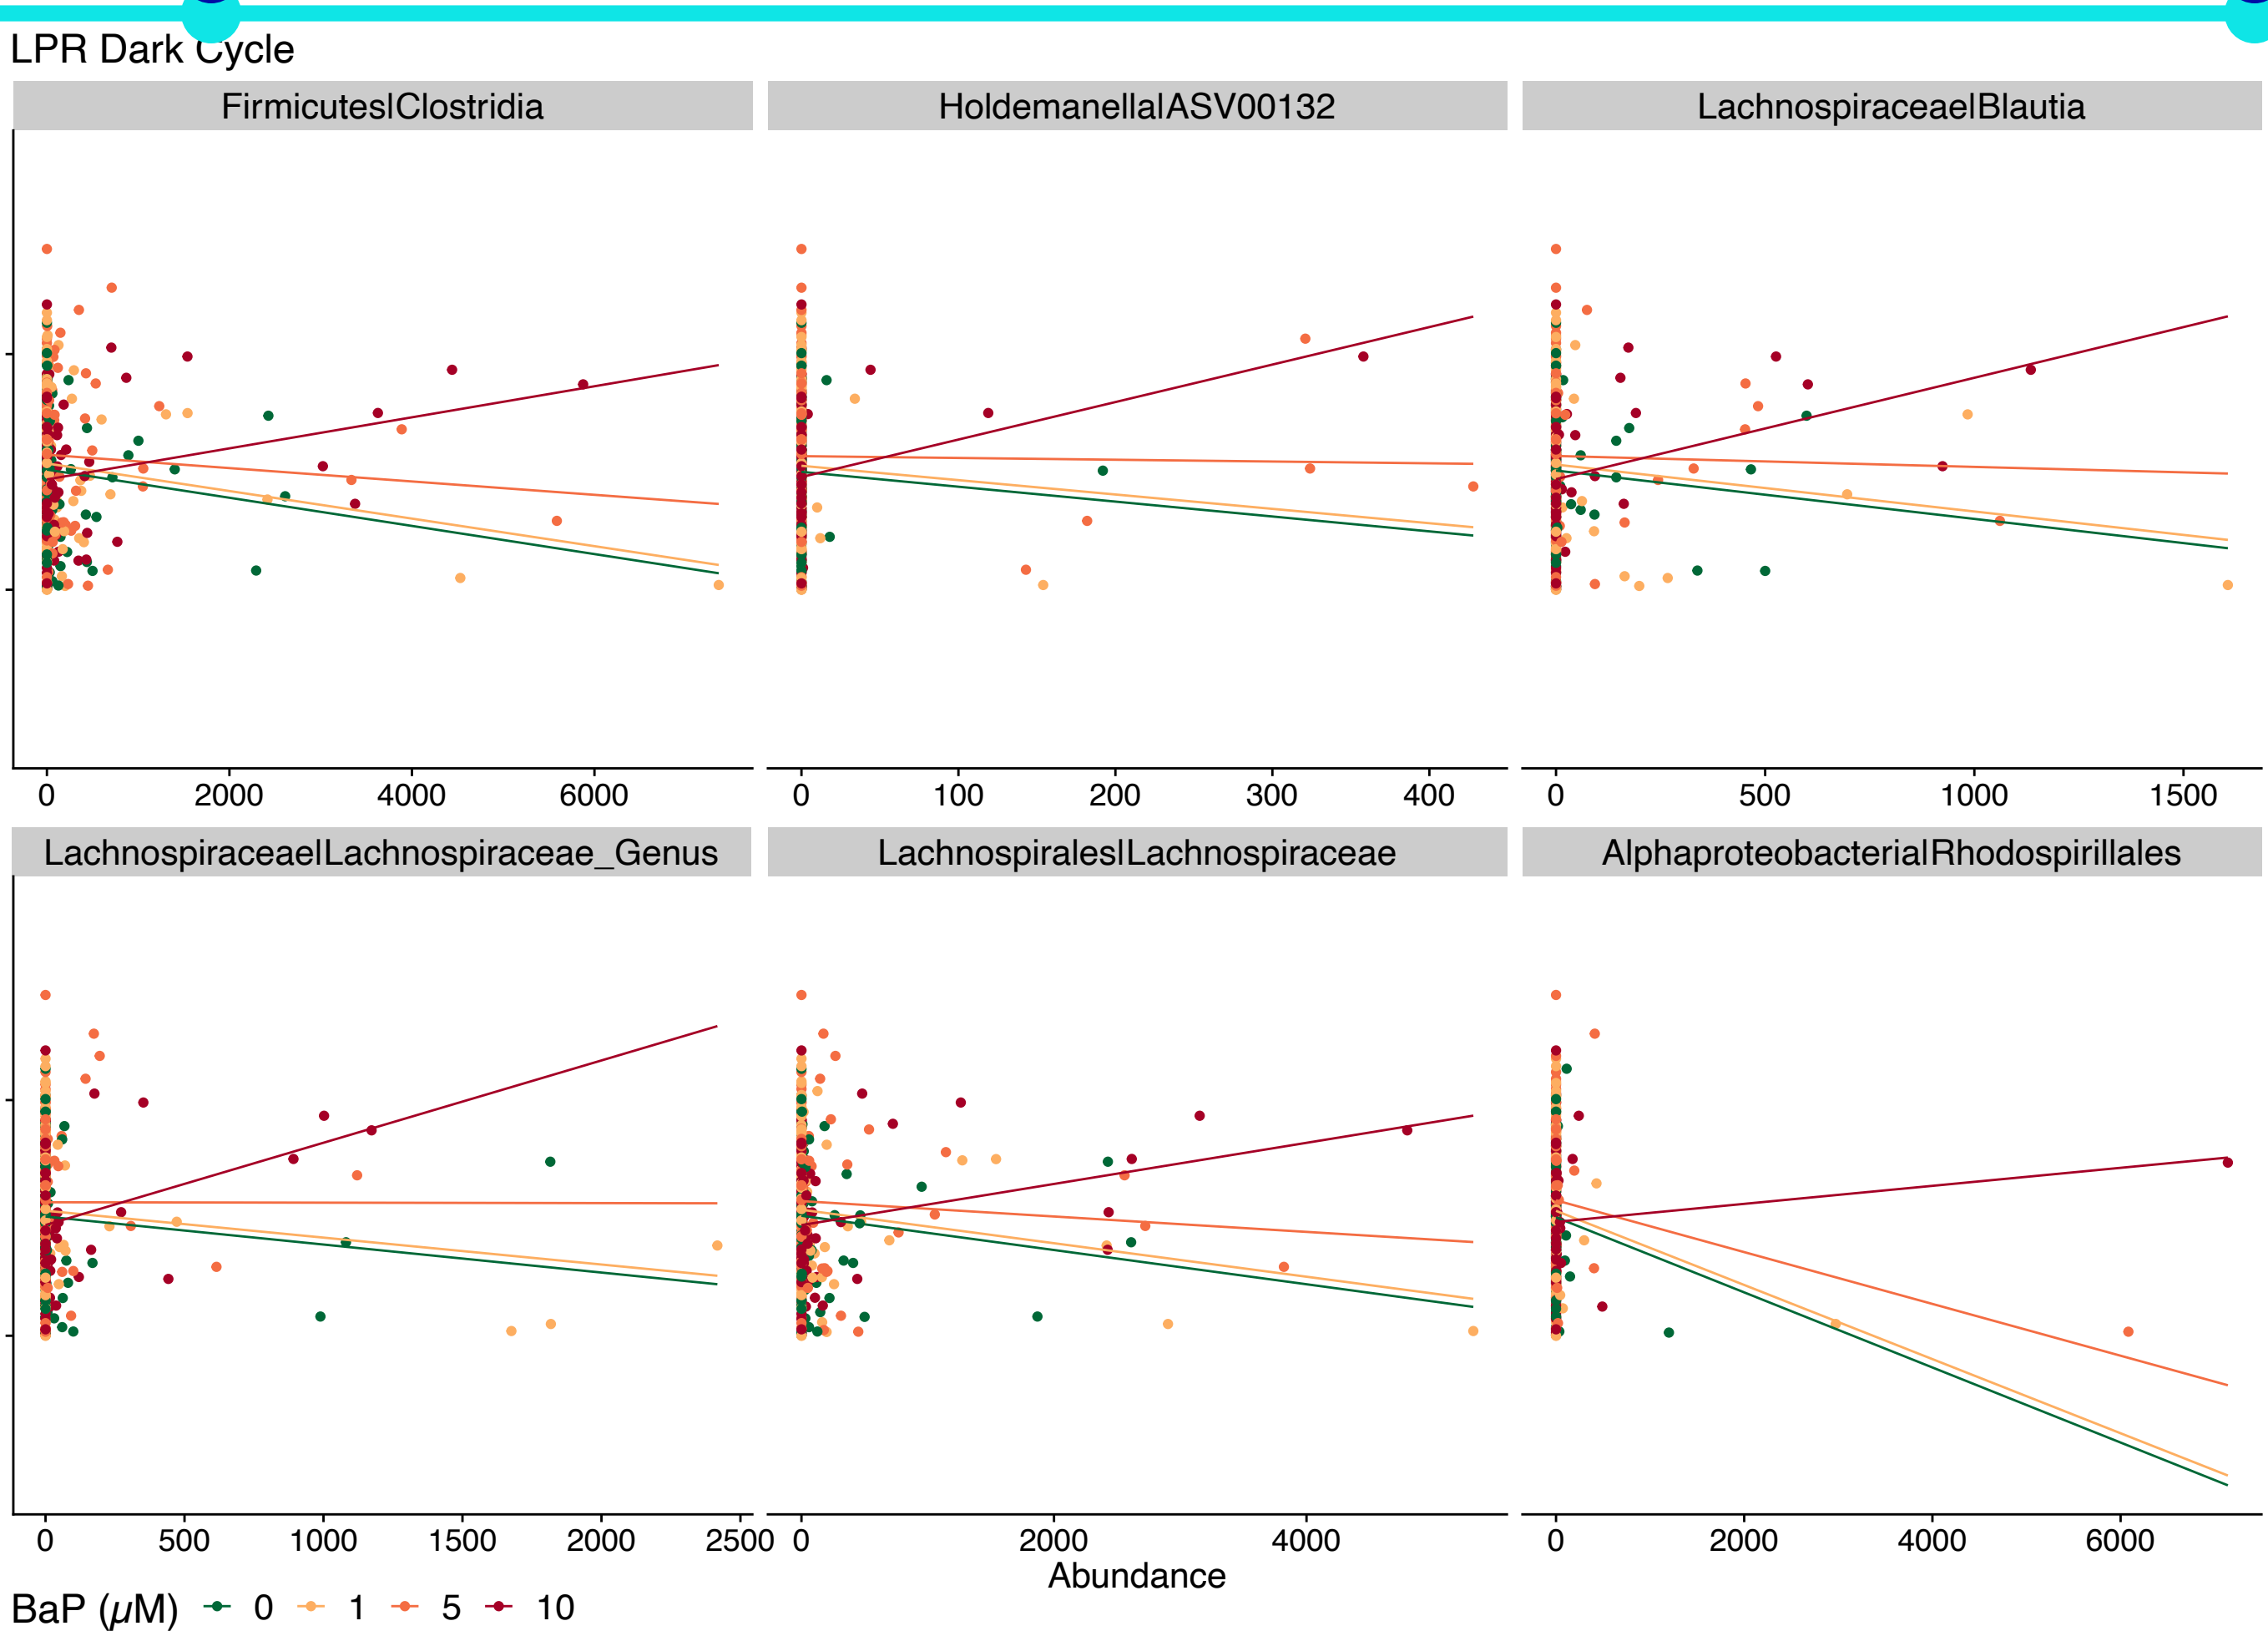 LPR Dark Cycle
Firmicutes|Clostridia
Holdemanella|ASV00132
Lachnospiraceae|Blautia
0 2000 4000 6000
0 100 200 300 400
0 500 1000 1500
Lachnospiraceae|Lachnospiraceae_Genus
Lachnospirales|Lachnospiraceae
Alphaproteobacteria|Rhodospirillales
0 500 1000 1500 2000 2500
0 2000 4000
0 2000 4000 6000
Abundance
BaP (µM) 0 1 5 10